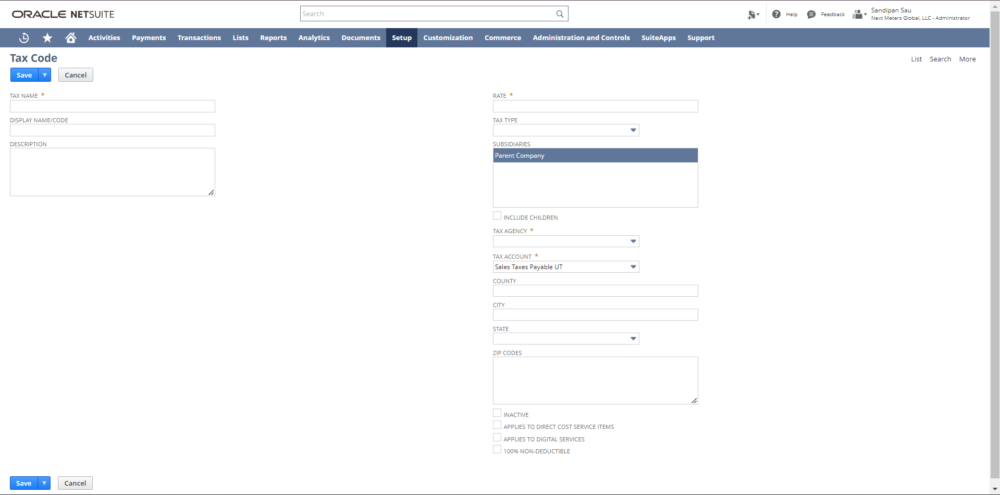 ORACLE NETSUITE
Search
Help
Feedback
Sandipan Sau
Next Meters Global, LLC - Administrator
Activities Payments Transactions Lists Reports Analytics Documents Setup Customization Commerce Administration and Controls SuiteApps Support
Tax Code
List Search More
Save Cancel
TAX NAME *
DISPLAY NAME/CODE
DESCRIPTION
RATE *
TAX TYPE
SUBSIDIARIES
Parent Company
INCLUDE CHILDREN
TAX AGENCY *
TAX ACCOUNT *
Sales Taxes Payable UT
COUNTY
CITY
STATE
ZIP CODES
INACTIVE
APPLIES TO DIRECT COST SERVICE ITEMS
APPLIES TO DIGITAL SERVICES
100% NON-DEDUCTIBLE
Save Cancel